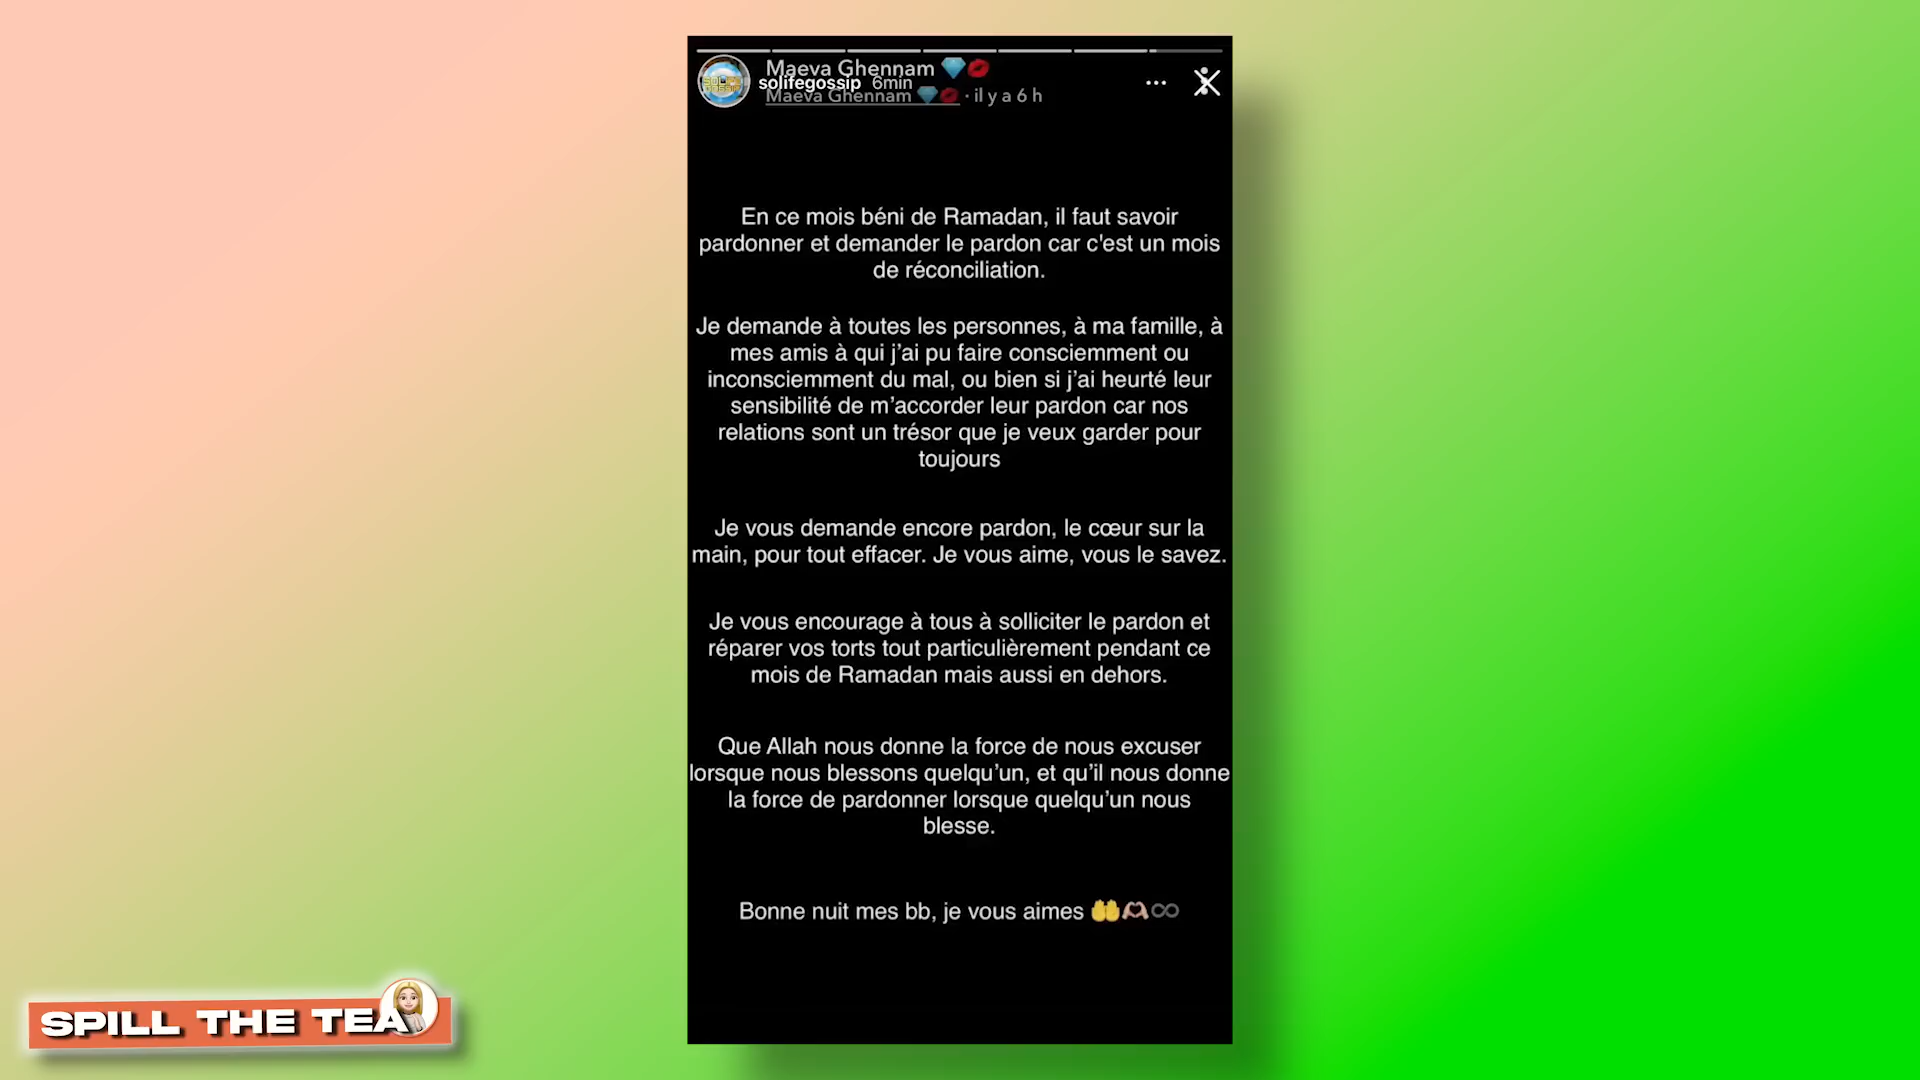 Maeva Ghennam 💎💋
solifegossip 6min
Maeva Ghennam 💎💋 · il y a 6 h
En ce mois béni de Ramadan, il faut savoir
pardonner et demander le pardon car c'est un mois
de réconciliation.
Je demande à toutes les personnes, à ma famille, à
mes amis à qui j’ai pu faire consciemment ou
inconsciemment du mal, ou bien si j’ai heurté leur
sensibilité de m’accorder leur pardon car nos
relations sont un trésor que je veux garder pour
toujours
Je vous demande encore pardon, le cœur sur la
main, pour tout effacer. Je vous aime, vous le savez.
Je vous encourage à tous à solliciter le pardon et
réparer vos torts tout particulièrement pendant ce
mois de Ramadan mais aussi en dehors.
Que Allah nous donne la force de nous excuser
lorsque nous blessons quelqu’un, et qu’il nous donne
la force de pardonner lorsque quelqu’un nous
blesse.
Bonne nuit mes bb, je vous aimes 🤲🫶🏼♾
SPILL THE TEA